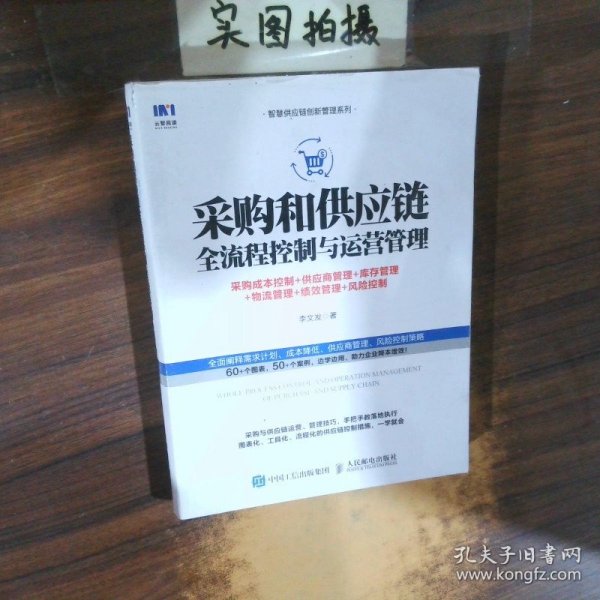 实图拍摄
智慧供应链创新管理系列
采购和供应链
全流程控制与运营管理
采购成本控制+供应商管理+库存管理
+物流管理+绩效管理+风险控制
李文发 著
全面阐释需求计划、成本降低、供应商管理、风险控制策略
60+个图表，50+个案例，边学边用，助力企业降本增效！
WHOLE PROCESS CONTROL AND OPERATION MANAGEMENT
OF PURCHASE AND SUPPLY CHAIN
采购与供应链运营、管理技巧，手把手教落地执行
图表化、工具化、流程化的供应链控制措施，一学就会
中国工信出版集团 人民邮电出版社
孔夫子旧书网
www.kongfz.com